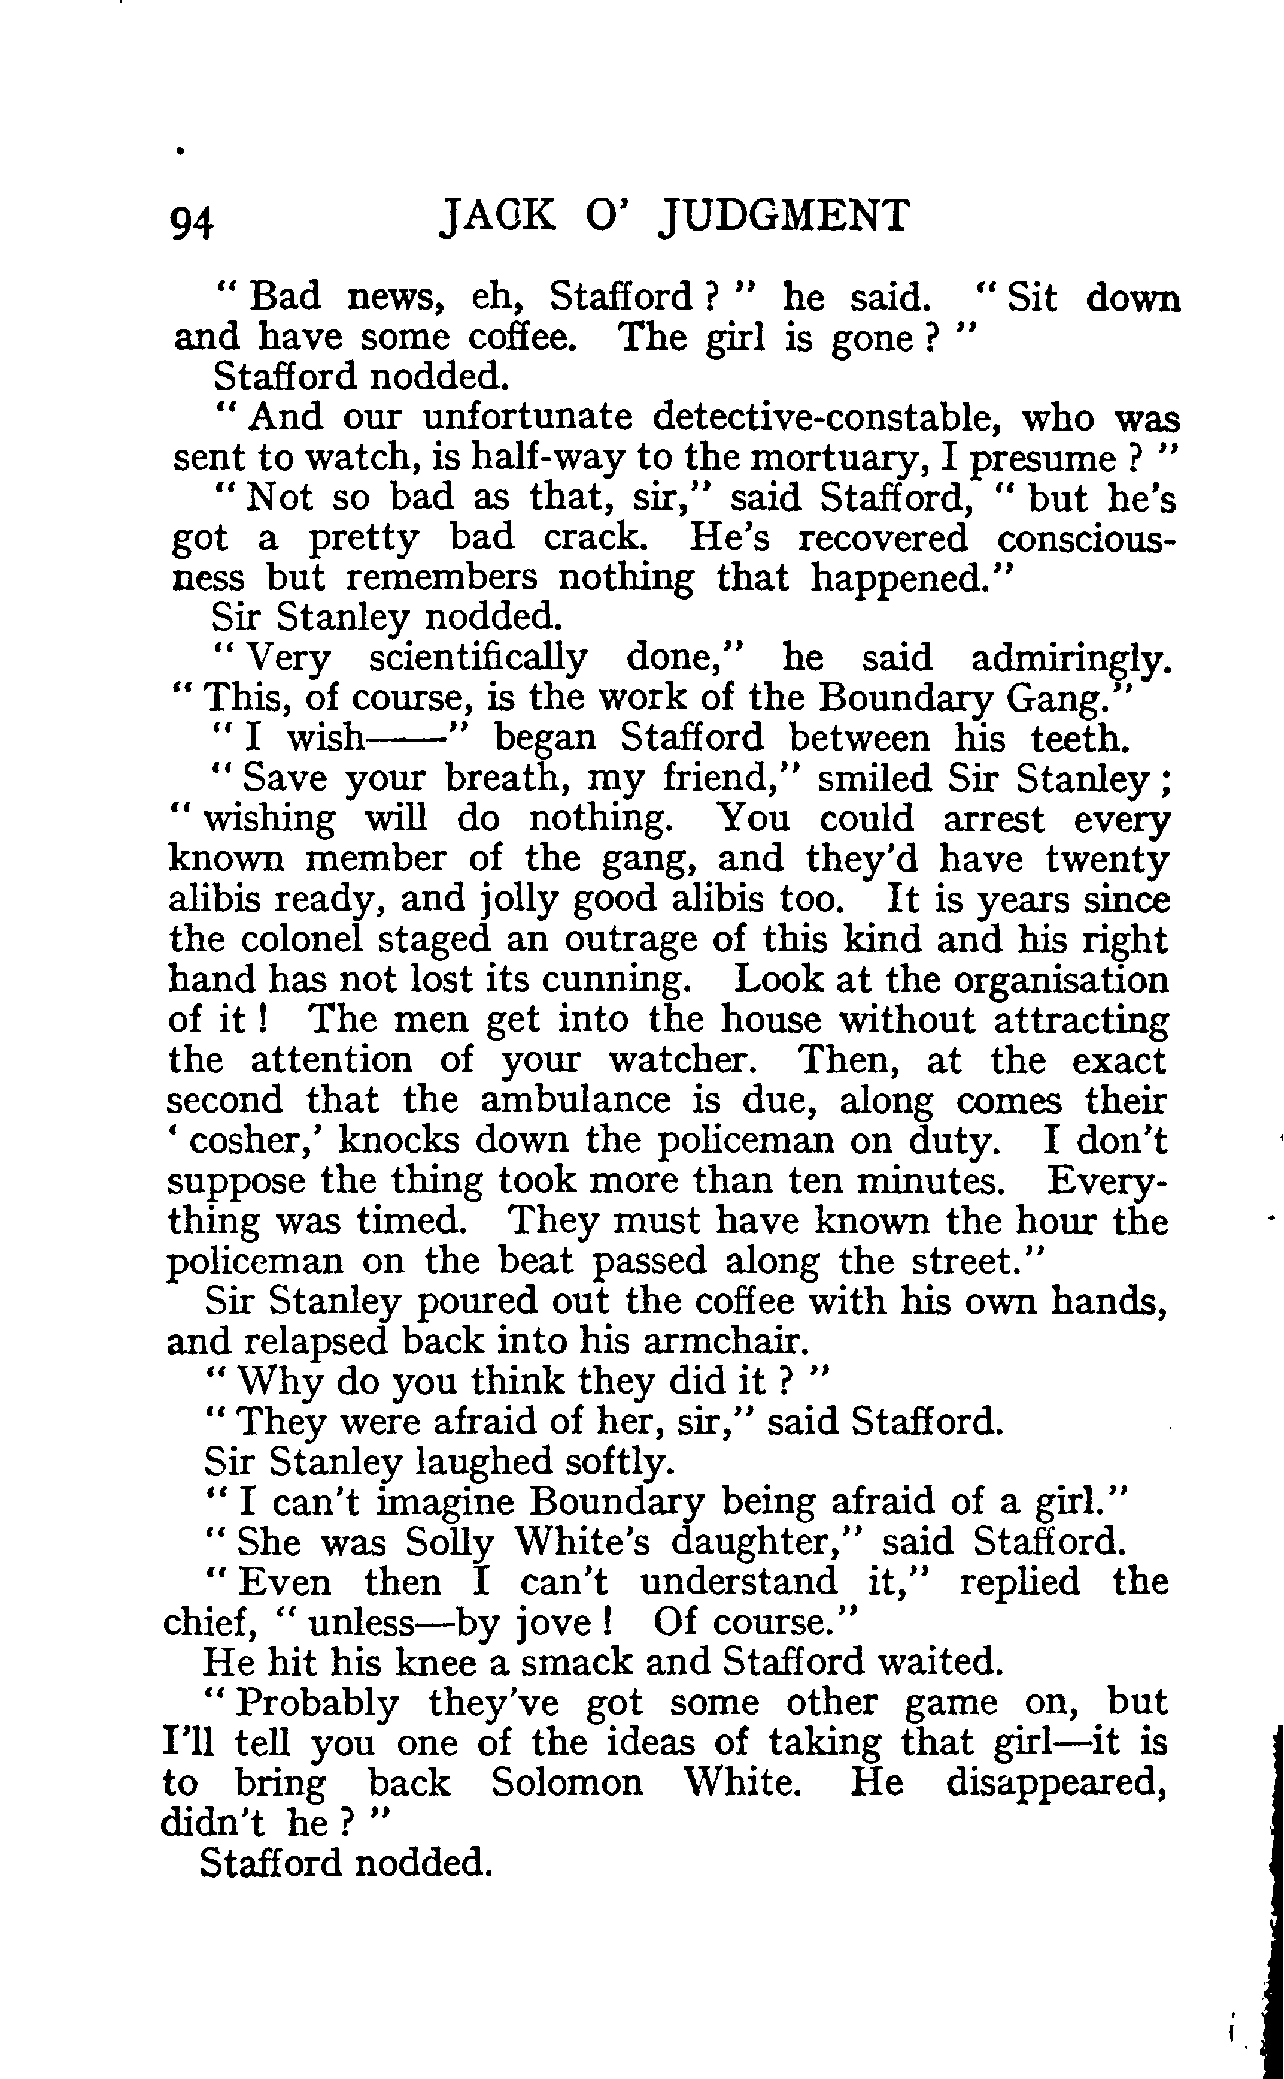 94 JACK O' JUDGMENT
" Bad news, eh, Stafford ? " he said. " Sit down
and have some coffee. The girl is gone ? "
Stafford nodded.
" And our unfortunate detective-constable, who was
sent to watch, is half-way to the mortuary, I presume ? "
" Not so bad as that, sir," said Stafford, " but he's
got a pretty bad crack. He's recovered conscious-
ness but remembers nothing that happened."
Sir Stanley nodded.
" Very scientifically done," he said admiringly.
" This, of course, is the work of the Boundary Gang."
" I wish——" began Stafford between his teeth.
" Save your breath, my friend," smiled Sir Stanley ;
" wishing will do nothing. You could arrest every
known member of the gang, and they'd have twenty
alibis ready, and jolly good alibis too. It is years since
the colonel staged an outrage of this kind and his right
hand has not lost its cunning. Look at the organisation
of it ! The men get into the house without attracting
the attention of your watcher. Then, at the exact
second that the ambulance is due, along comes their
' cosher,' knocks down the policeman on duty. I don't
suppose the thing took more than ten minutes. Every-
thing was timed. They must have known the hour the
policeman on the beat passed along the street."
Sir Stanley poured out the coffee with his own hands,
and relapsed back into his armchair.
" Why do you think they did it ? "
" They were afraid of her, sir," said Stafford.
Sir Stanley laughed softly.
" I can't imagine Boundary being afraid of a girl."
" She was Solly White's daughter," said Stafford.
" Even then I can't understand it," replied the
chief, " unless—by jove ! Of course."
He hit his knee a smack and Stafford waited.
" Probably they've got some other game on, but
I'll tell you one of the ideas of taking that girl—it is
to bring back Solomon White. He disappeared,
didn't he ? "
Stafford nodded.